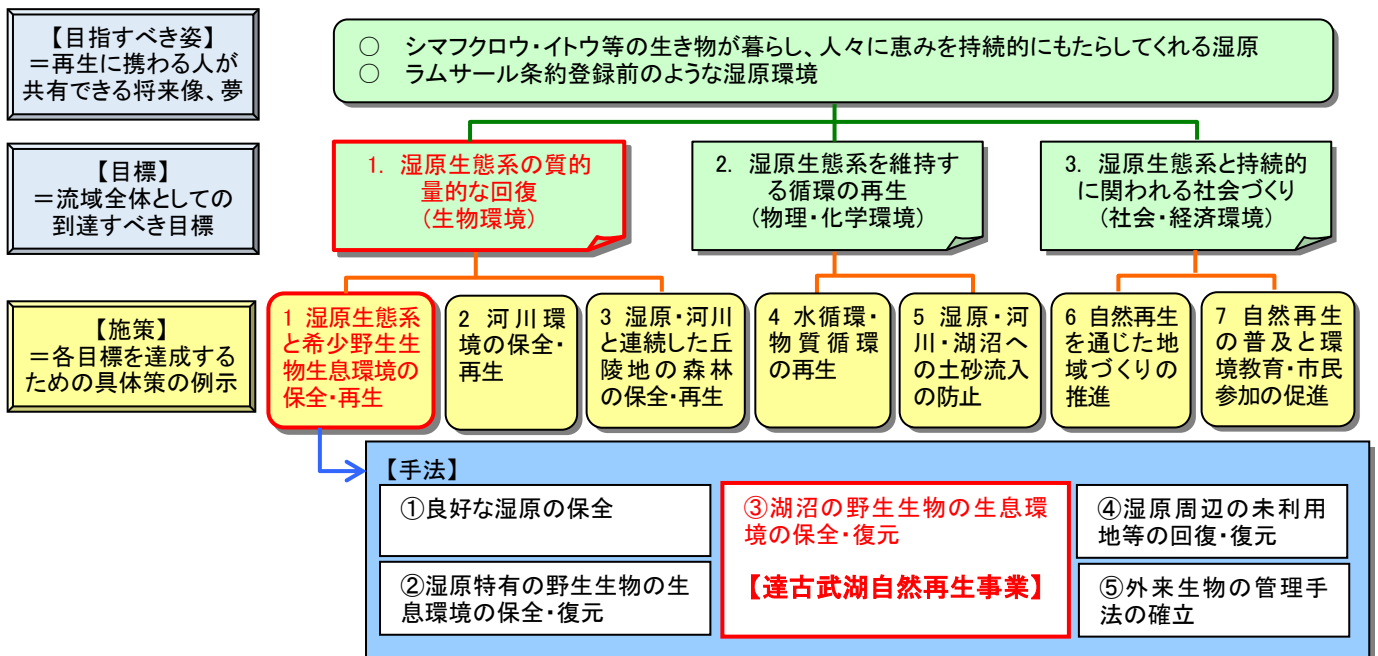 【目指すべき姿】
＝再生に携わる人が
共有できる将来像、夢
○　シマフクロウ・イトウ等の生き物が暮らし、人々に恵みを持続的にもたらしてくれる湿原
○　ラムサール条約登録前のような湿原環境
【目標】
＝流域全体としての
到達すべき目標
1. 湿原生態系の質的
量的な回復
（生物環境）
2. 湿原生態系を維持す
る循環の再生
（物理・化学環境）
3. 湿原生態系と持続的
に関われる社会づくり
（社会・経済環境）
【施策】
＝各目標を達成する
ための具体策の例示
1 湿原生態系
と希少野生生
物生息環境の
保全・再生
2 河川環
境の保全・
再生
3 湿原・河川
と連続した丘
陵地の森林
の保全・再生
4 水循環・
物質循環
の再生
5 湿原・河
川・湖沼へ
の土砂流入
の防止
6 自然再生
を通じた地
域づくりの
推進
7 自然再生
の普及と環
境教育・市民
参加の促進
【手法】
①良好な湿原の保全
②湿原特有の野生生物の生
息環境の保全・復元
③湖沼の野生生物の生息環
境の保全・復元
【達古武湖自然再生事業】
④湿原周辺の未利用
地等の回復・復元
⑤外来生物の管理手
法の確立